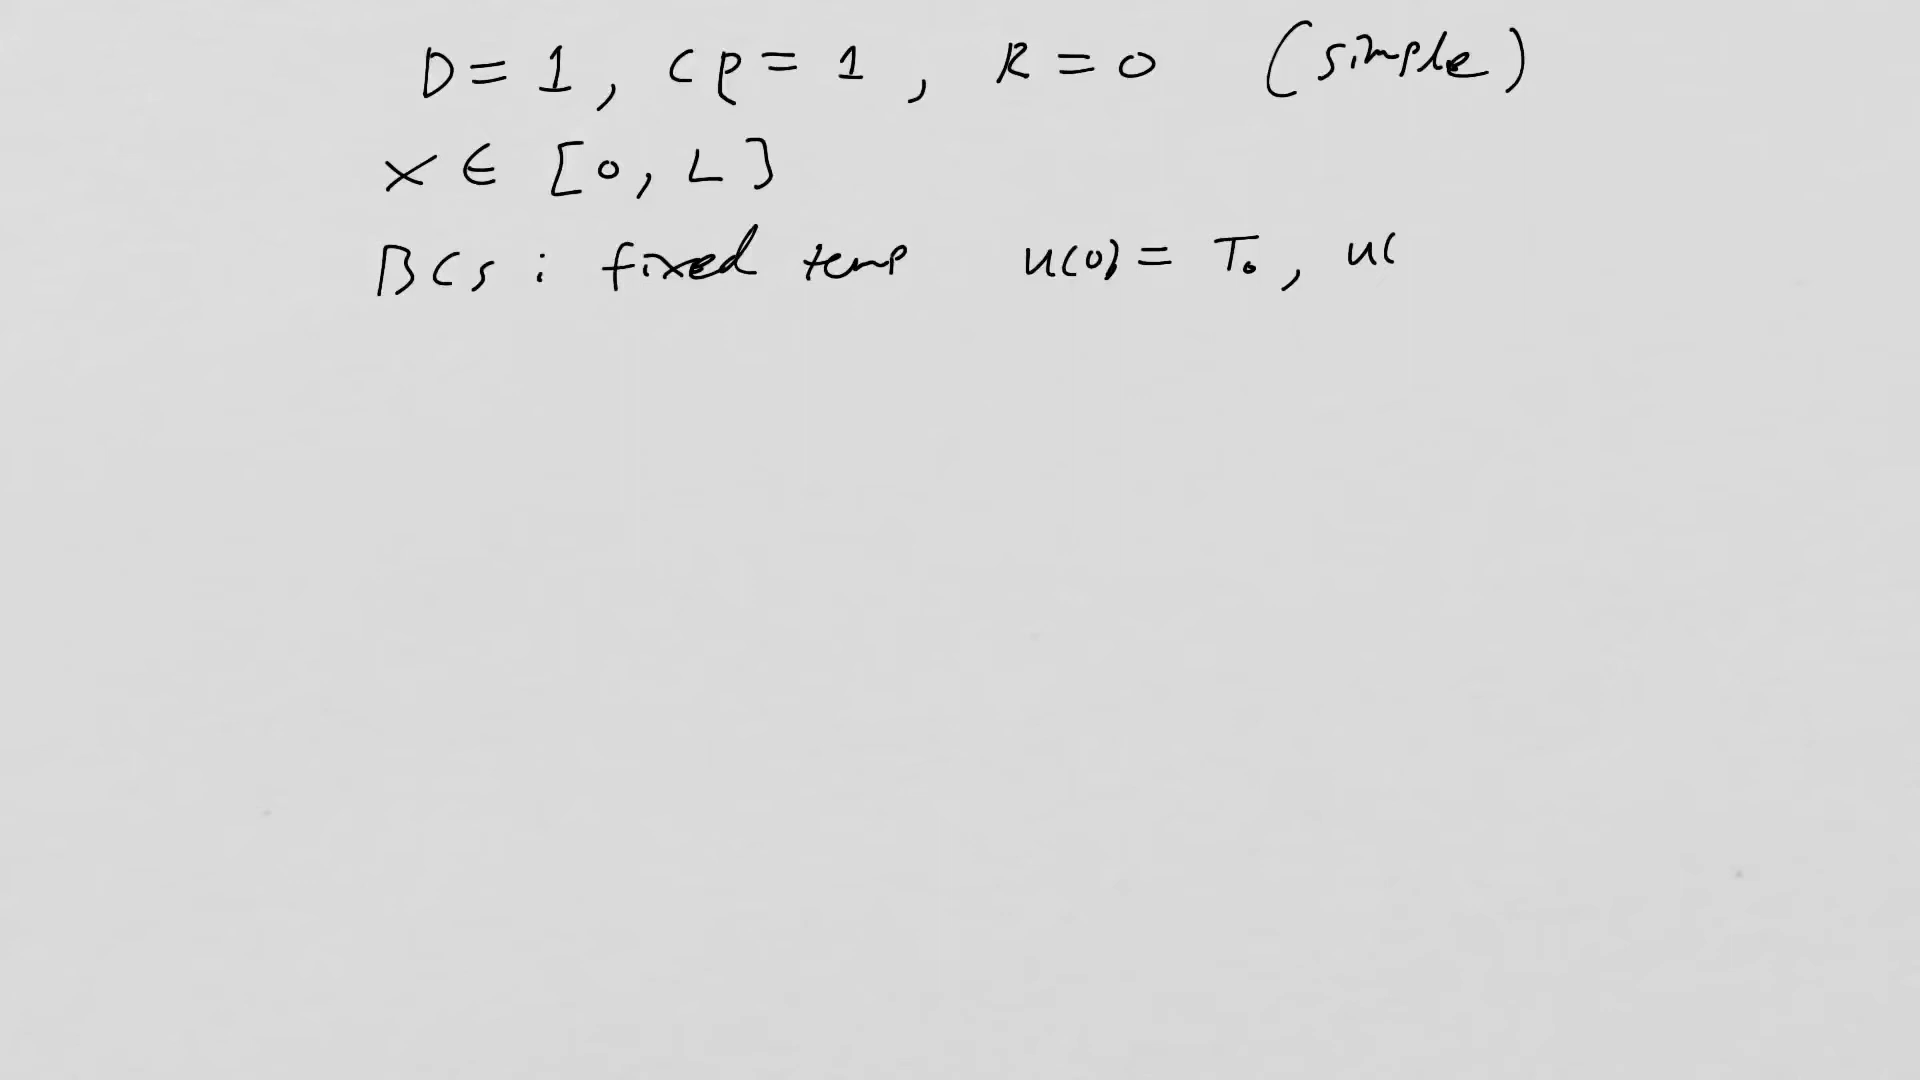 D = 1, cρ = 1, R = 0 (simple)
x ∈ [0, L]
BCs : fixed temp u(0) = T₀, u(